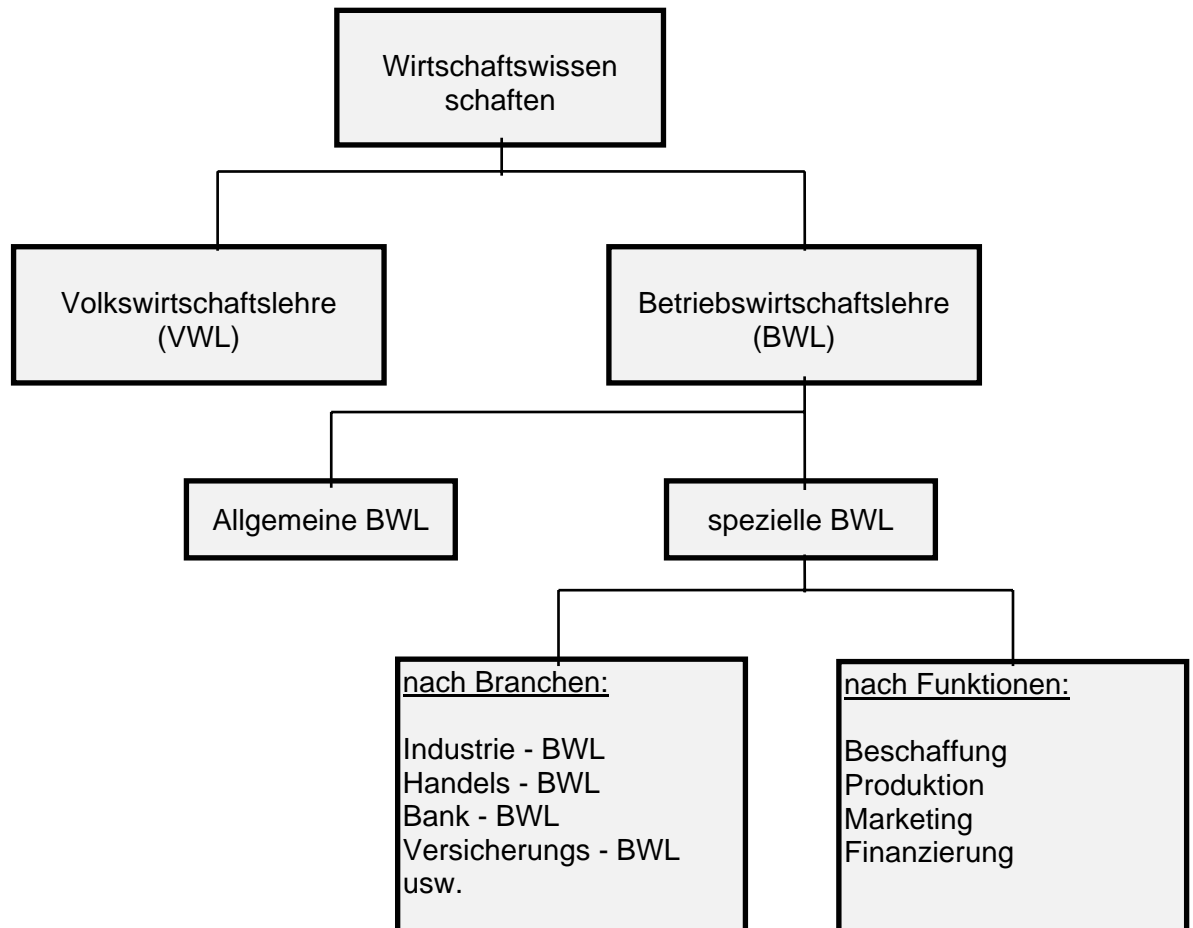 Wirtschaftswissen
schaften
Volkswirtschaftslehre
(VWL)
Betriebswirtschaftslehre
(BWL)
Allgemeine BWL
spezielle BWL
nach Branchen:
Industrie - BWL
Handels - BWL
Bank - BWL
Versicherungs - BWL
usw.
nach Funktionen:
Beschaffung
Produktion
Marketing
Finanzierung